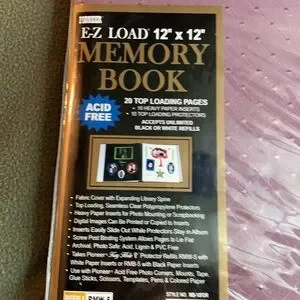 PIONEER
E-Z LOAD 12" x 12"
MEMORY
BOOK
ACID
FREE
20 TOP LOADING PAGES
• 10 HEAVY PAPER INSERTS
• 10 TOP LOADING PROTECTORS
ACCEPTS UNLIMITED
BLACK OR WHITE REFILLS
• Fabric Cover with Expanding Library Spine
• Top Loading, Seamless Clear Polypropylene Protectors
• Heavy Paper Inserts for Photo Mounting or Scrapbooking
• Digital Images Can be Printed onto Paper Inserts
• Inserts Easily Slide Out While Protectors Stay in Album
• Screw Post Binding System Allows Pages to Lie Flat
• Archival, Photo Safe: Acid, Lignin & PVC Free
• Takes Pioneer Protector Refills RMW-5 with
White Paper Inserts or RMB-5 with Black Paper Inserts
• Use with Pioneer Acid Free Photo Corners, Mounts, Tape,
Glue Sticks, Scissors, Templates, Pens & Colored Paper
STYLE NO.
RMW-5